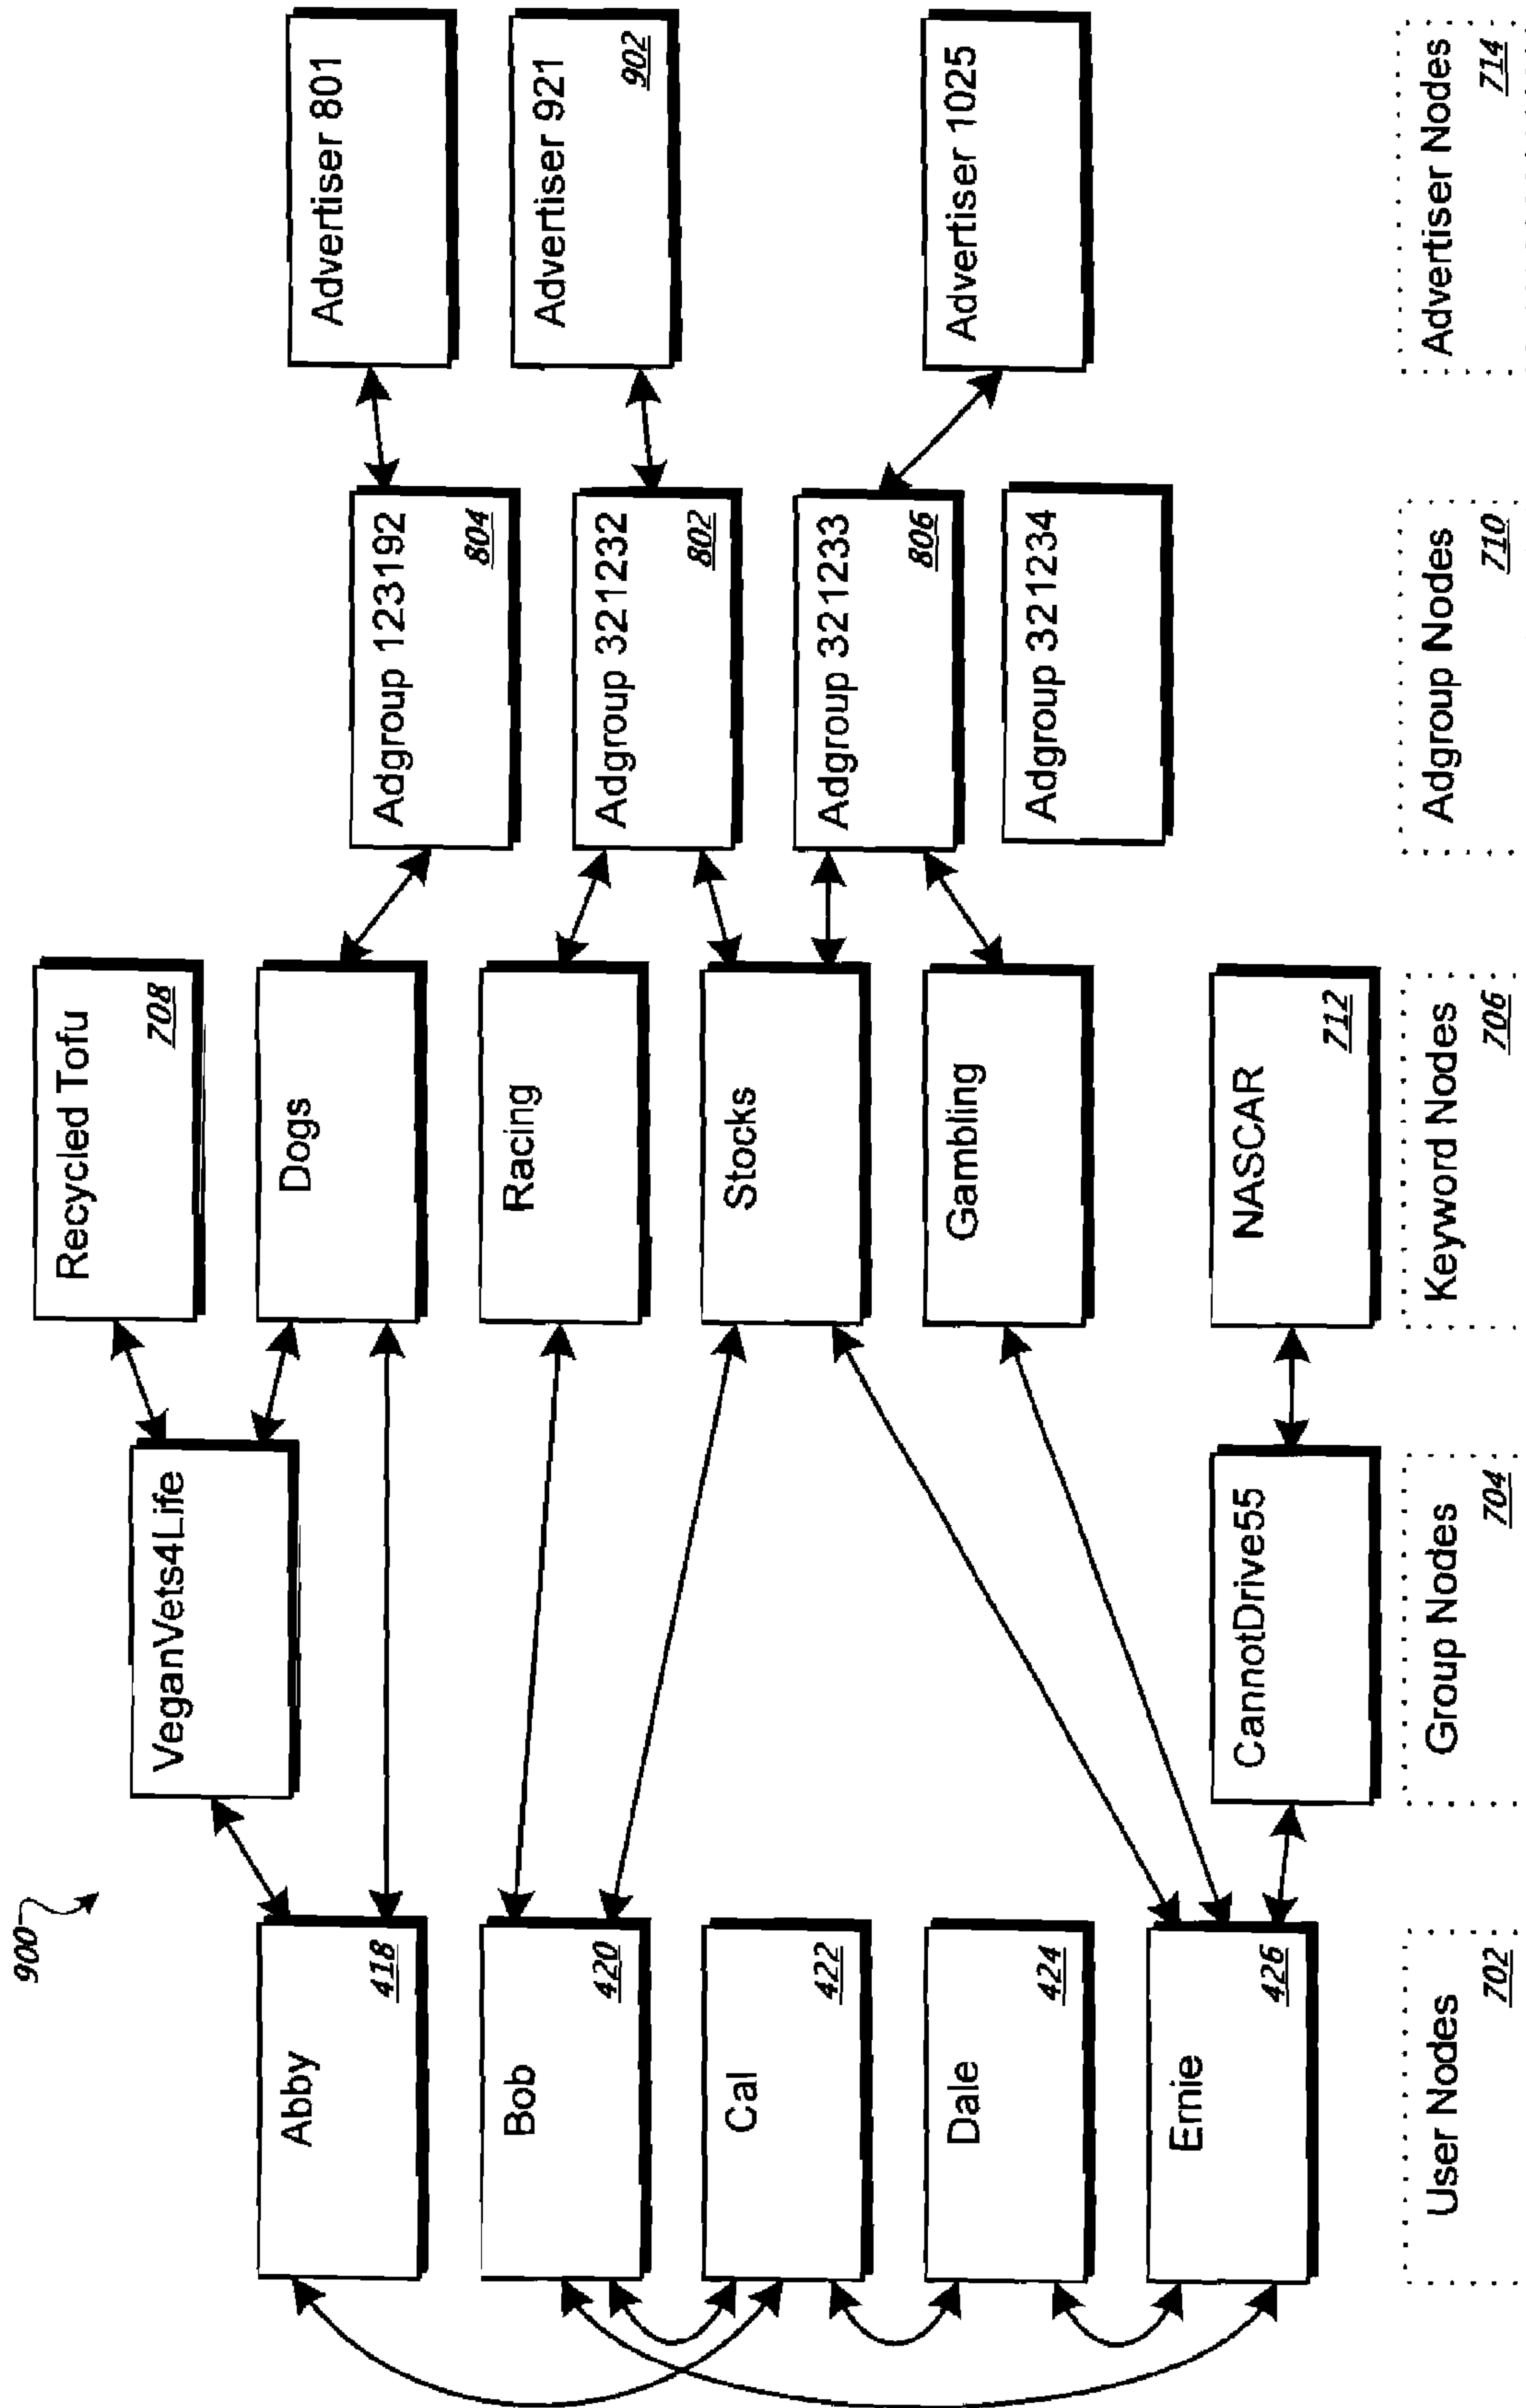 900
Abby
418
Bob
420
Cal
422
Dale
424
Ernie
426
User Nodes
702
VeganVets4Life
CannotDrive55
Group Nodes
704
Recycled Tofu
708
Dogs
Racing
Stocks
Gambling
NASCAR
712
Keyword Nodes
706
Adgroup 123192
804
Adgroup 321232
802
Adgroup 321233
806
Adgroup 321234
Adgroup Nodes
710
Advertiser 801
Advertiser 921
902
Advertiser 1025
Advertiser Nodes
714